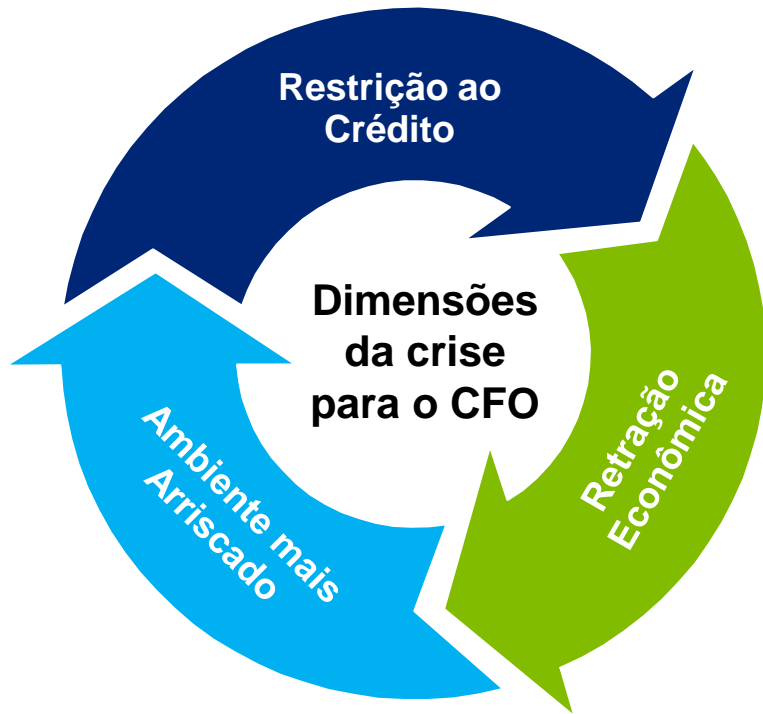 Restrição ao
Crédito
Dimensões
da crise
para o CFO
Retração
Econômica
Ambiente mais
Arriscado